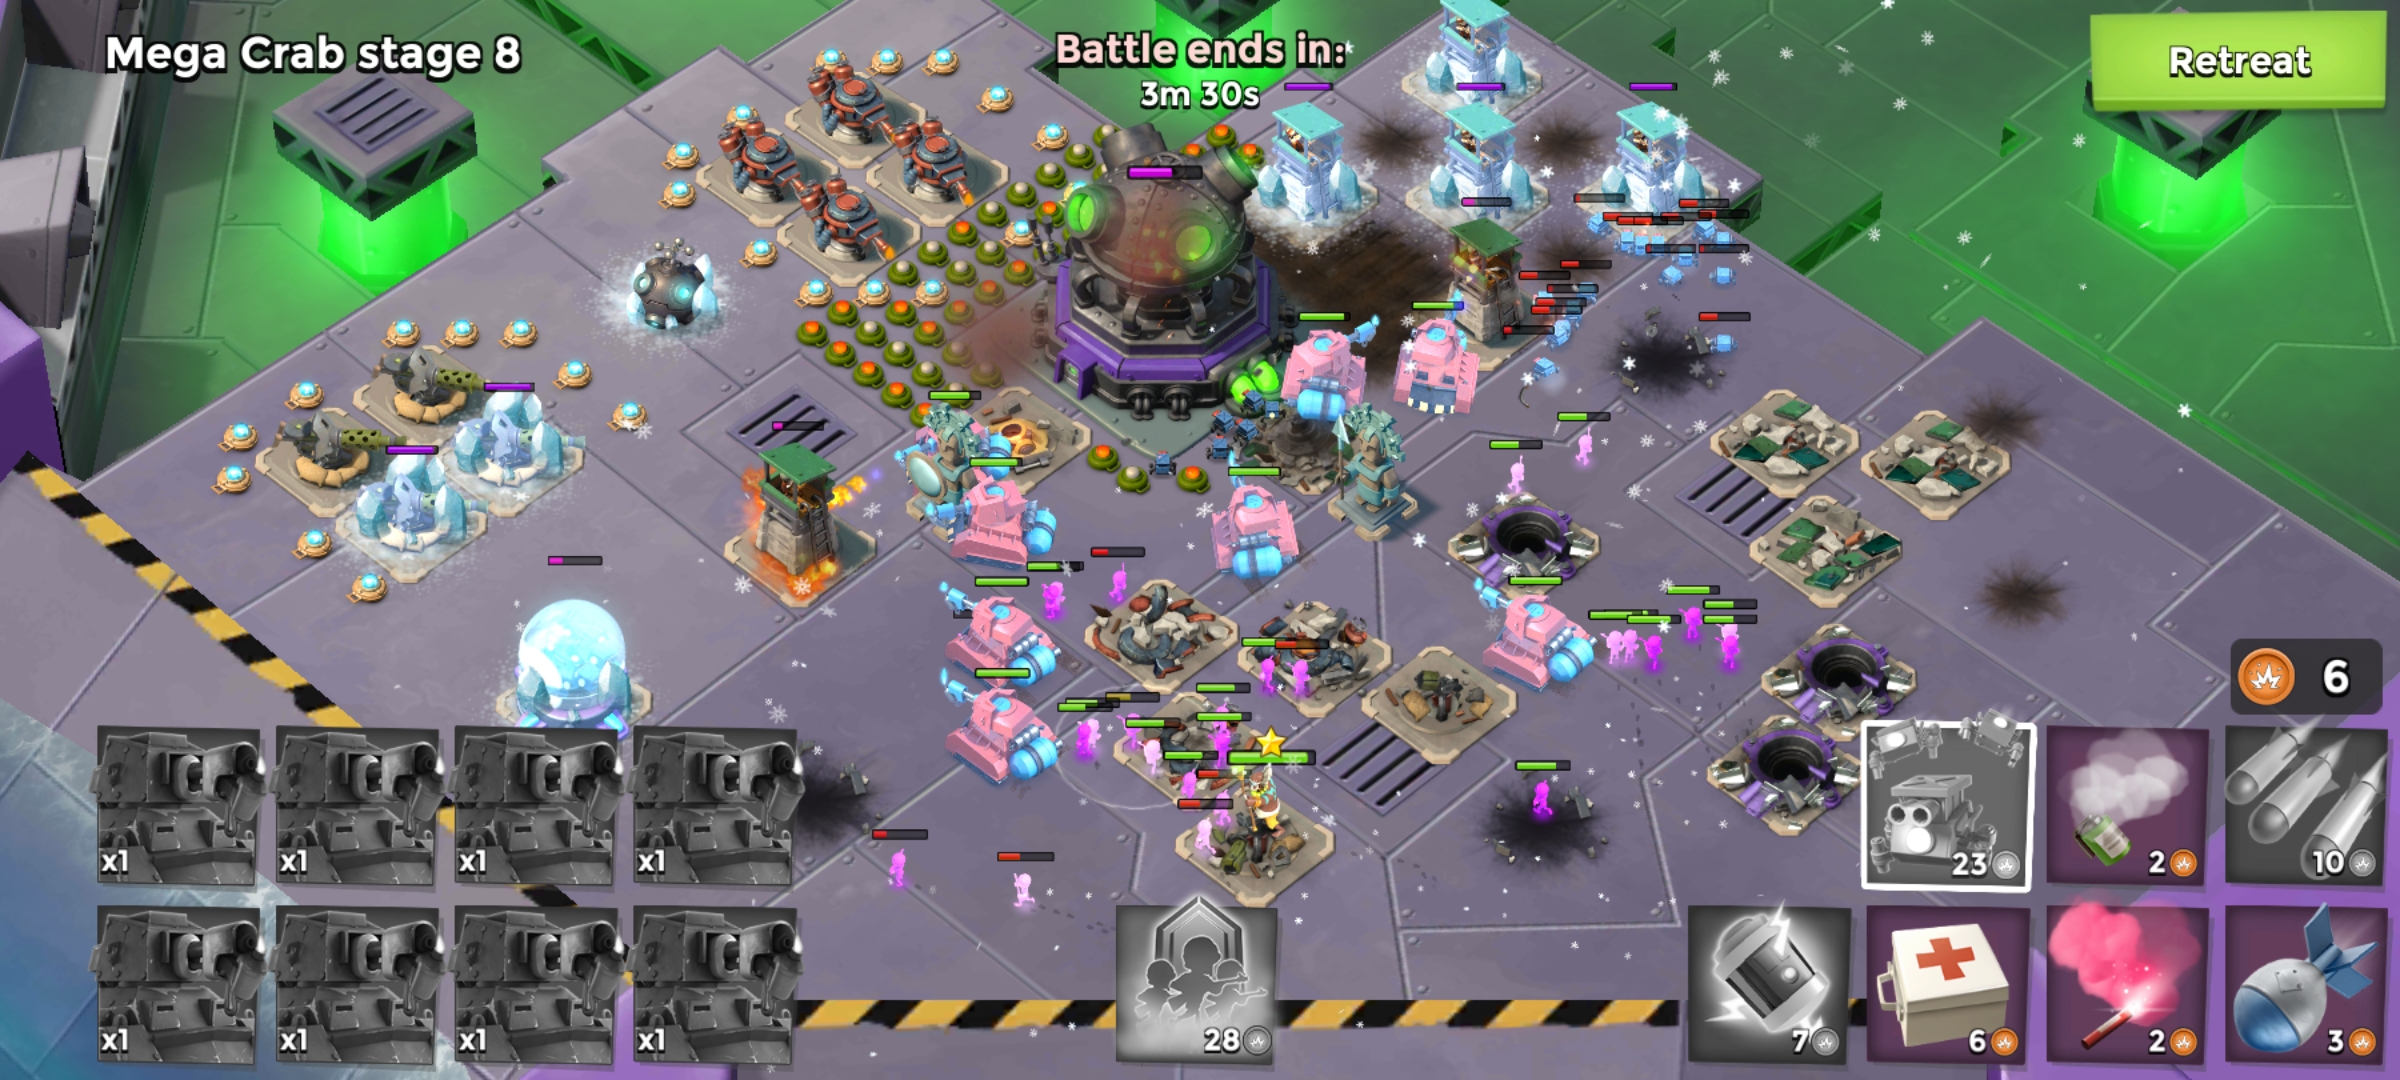 Mega Crab stage 8
Battle ends in:
3m 30s
Retreat
6
x1
x1
x1
x1
23
2
10
x1
x1
x1
x1
28
7
6
2
3